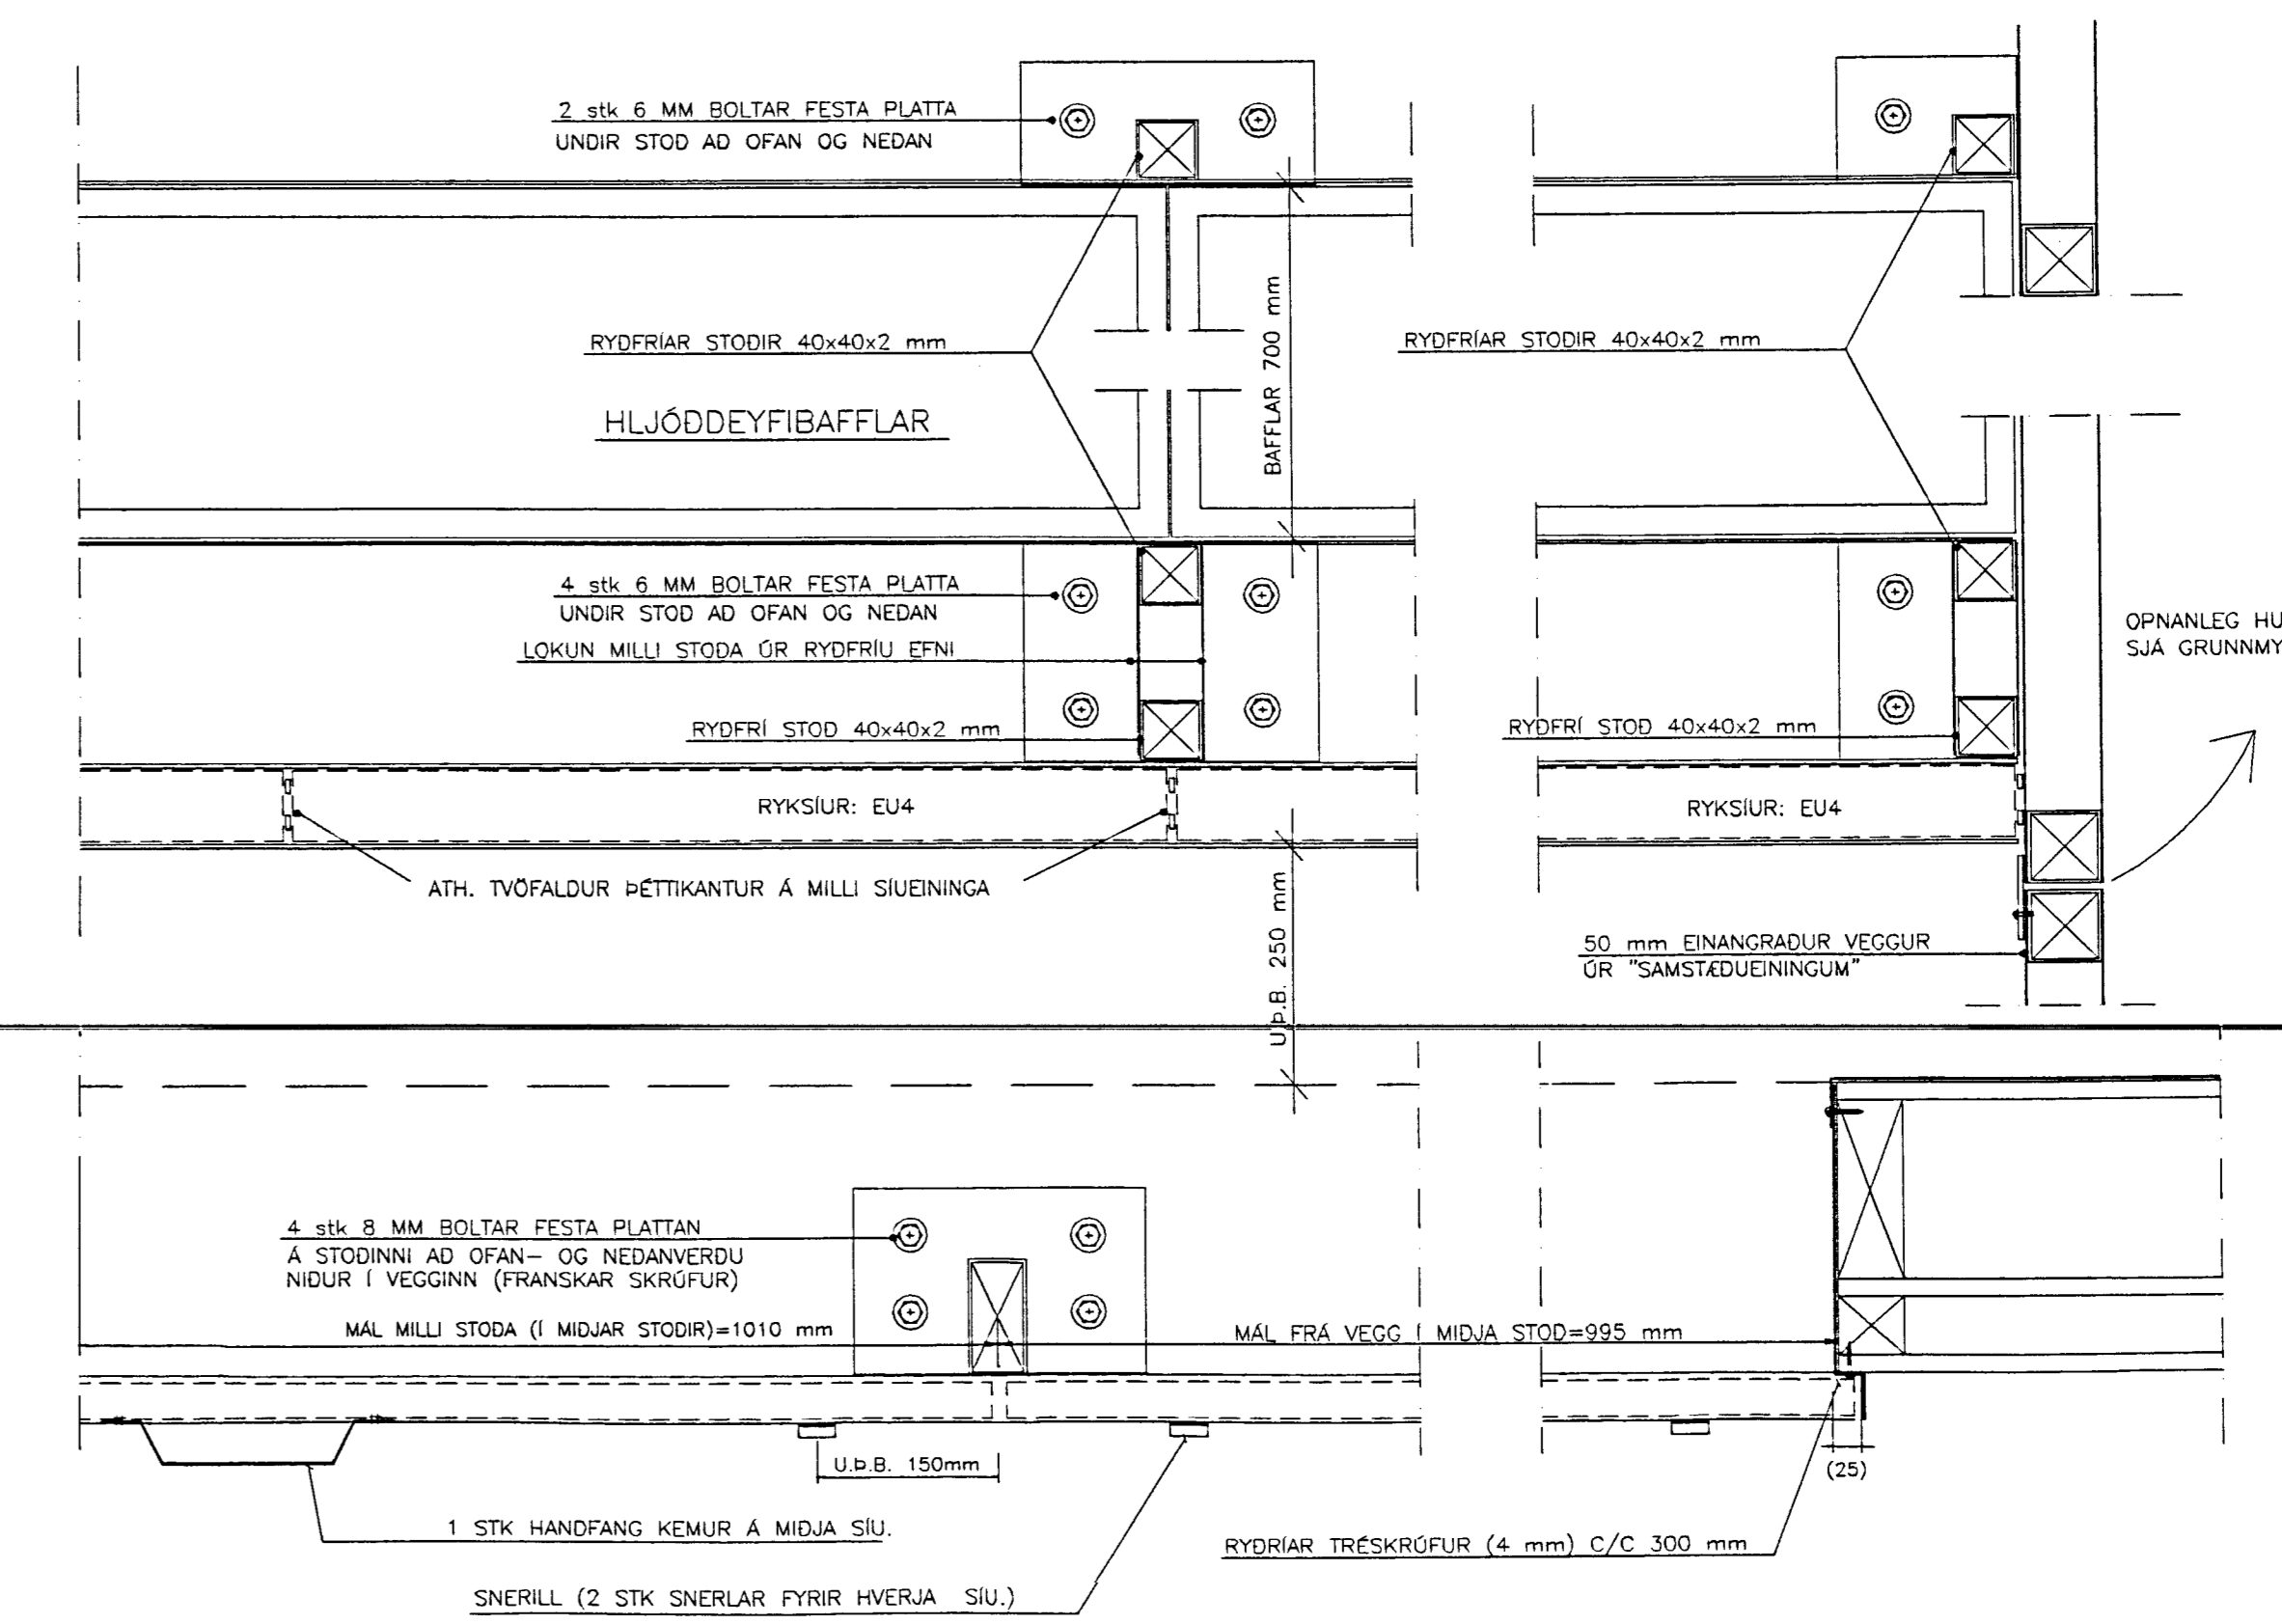 2 stk 6 MM BOLTAR FESTA PLATTA
UNDIR STOÐ AÐ OFAN OG NEÐAN
RYÐFRÍAR STOÐIR 40x40x2 mm
RYÐFRÍAR STOÐIR 40x40x2 mm
HLJÓÐDEYFIBAFFLAR
BAFFLAR 700 mm
4 stk 6 MM BOLTAR FESTA PLATTA
UNDIR STOÐ AÐ OFAN OG NEÐAN
LOKUN MILLI STOÐA ÚR RYÐFRÍU EFNI
RYÐFRÍ STOÐ 40x40x2 mm
RYÐFRÍ STOÐ 40x40x2 mm
OPNANLEG HU
SJÁ GRUNNMY
RYKSÍUR: EU4
RYKSÍUR: EU4
ATH. TVÖFALDUR ÞÉTTIKANTUR Á MILLI SÍUEININGA
U.Þ.B. 250 mm
50 mm EINANGRAÐUR VEGGUR
ÚR "SAMSTÆÐUEININGUM"
4 stk 8 MM BOLTAR FESTA PLATTAN
Á STOÐINNI AÐ OFAN- OG NEÐANVERÐU
NIÐUR Í VEGGINN (FRANSKAR SKRÚFUR)
MÁL MILLI STOÐA (Í MIÐJAR STOÐIR)=1010 mm
MÁL FRÁ VEGG Í MIÐJA STOÐ=995 mm
U.Þ.B. 150mm
(25)
1 STK HANDFANG KEMUR Á MIÐJA SÍU.
RYÐRÍAR TRÉSKRÚFUR (4 mm) C/C 300 mm
SNERILL (2 STK SNERLAR FYRIR HVERJA SÍU.)